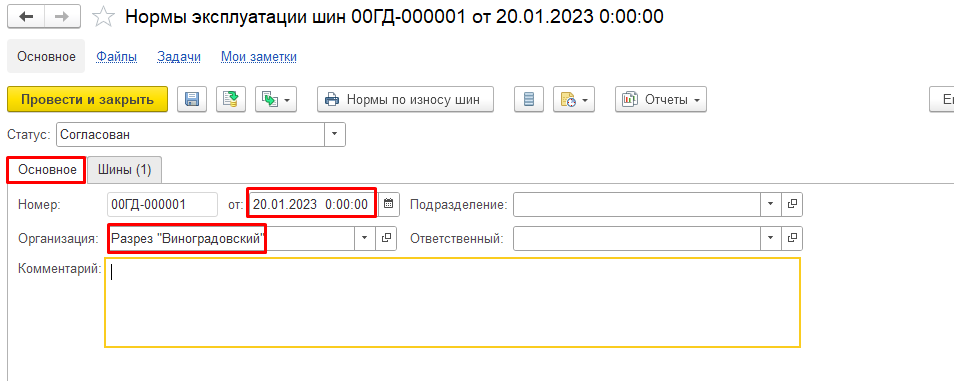 Нормы эксплуатации шин 00ГД-000001 от 20.01.2023 0:00:00
Основное Файлы Задачи Мои заметки
Провести и закрыть Нормы по износу шин Отчеты
Статус: Согласован
Основное Шины (1)
Номер: 00ГД-000001 от: 20.01.2023 0:00:00 Подразделение:
Организация: Разрез "Виноградовский" Ответственный:
Комментарий: